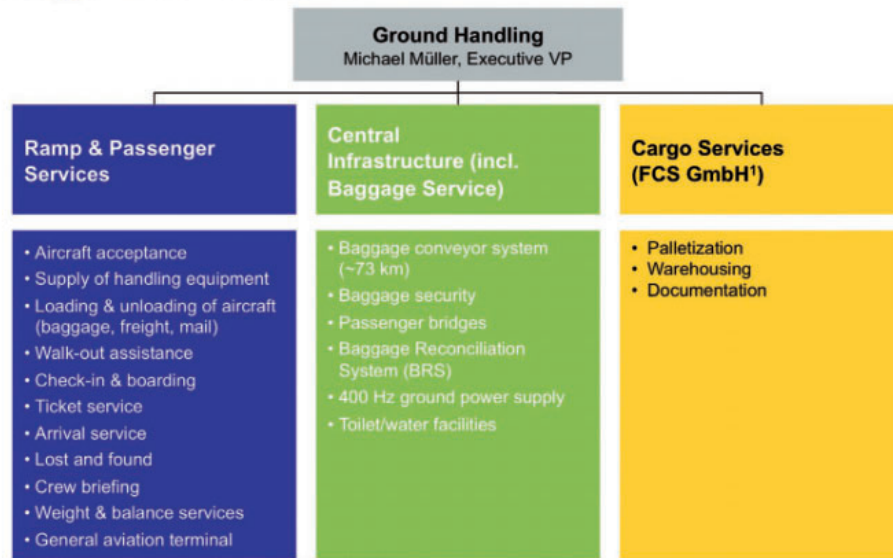 Ground Handling
Michael Müller, Executive VP
Ramp & Passenger
Services
• Aircraft acceptance
• Supply of handling equipment
• Loading & unloading of aircraft
(baggage, freight, mail)
• Walk-out assistance
• Check-in & boarding
• Ticket service
• Arrival service
• Lost and found
• Crew briefing
• Weight & balance services
• General aviation terminal
Central
Infrastructure (incl.
Baggage Service)
• Baggage conveyor system
(~73 km)
• Baggage security
• Passenger bridges
• Baggage Reconciliation
System (BRS)
• 400 Hz ground power supply
• Toilet/water facilities
Cargo Services
(FCS GmbH¹)
• Palletization
• Warehousing
• Documentation